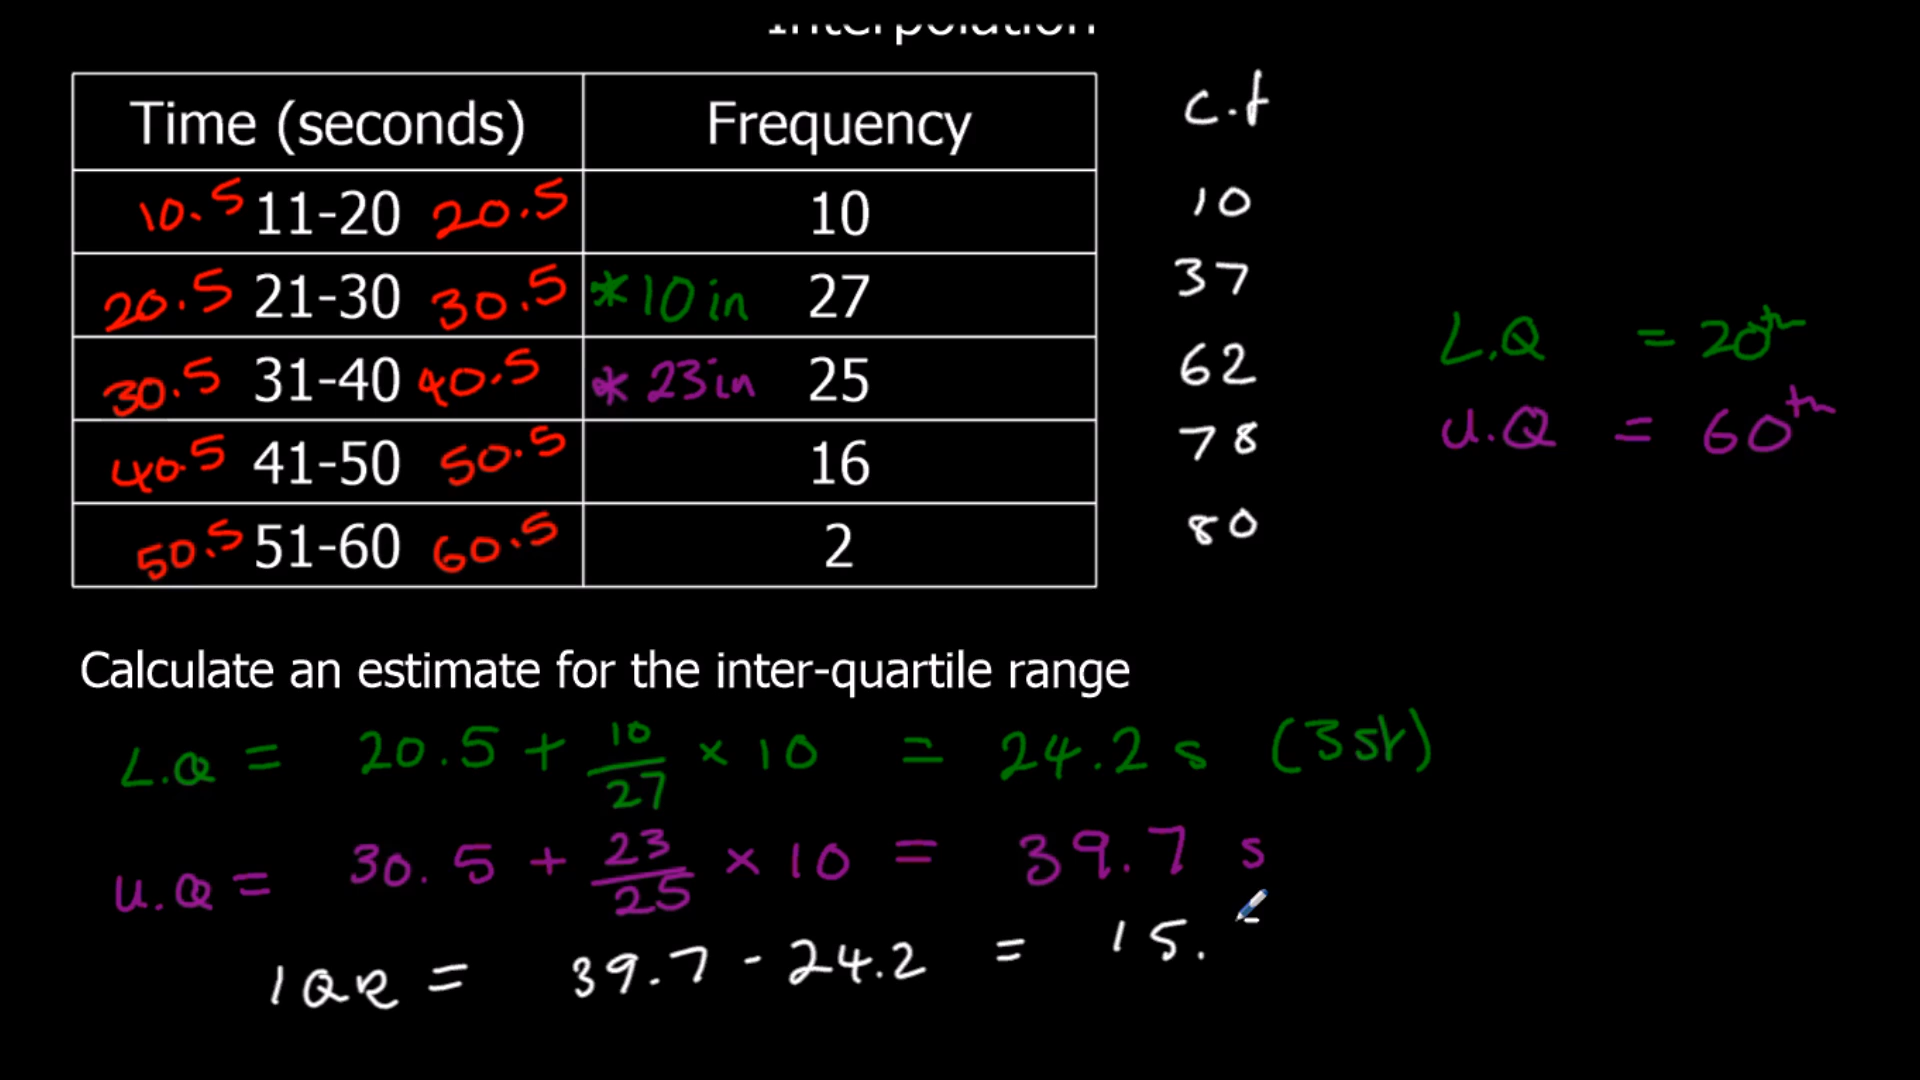 Interpolation
Time (seconds) Frequency c.f
10.5 11-20 20.5 10 10
20.5 21-30 30.5 *10 in 27 37
L.Q = 20th
30.5 31-40 40.5 * 23 in 25 62
U.Q = 60th
40.5 41-50 50.5 16 78
50.5 51-60 60.5 2 80
Calculate an estimate for the inter-quartile range
L.Q = 20.5 + 10/27 × 10 = 24.2 s (3sf)
U.Q = 30.5 + 23/25 × 10 = 39.7 s
IQR = 39.7 - 24.2 = 15.